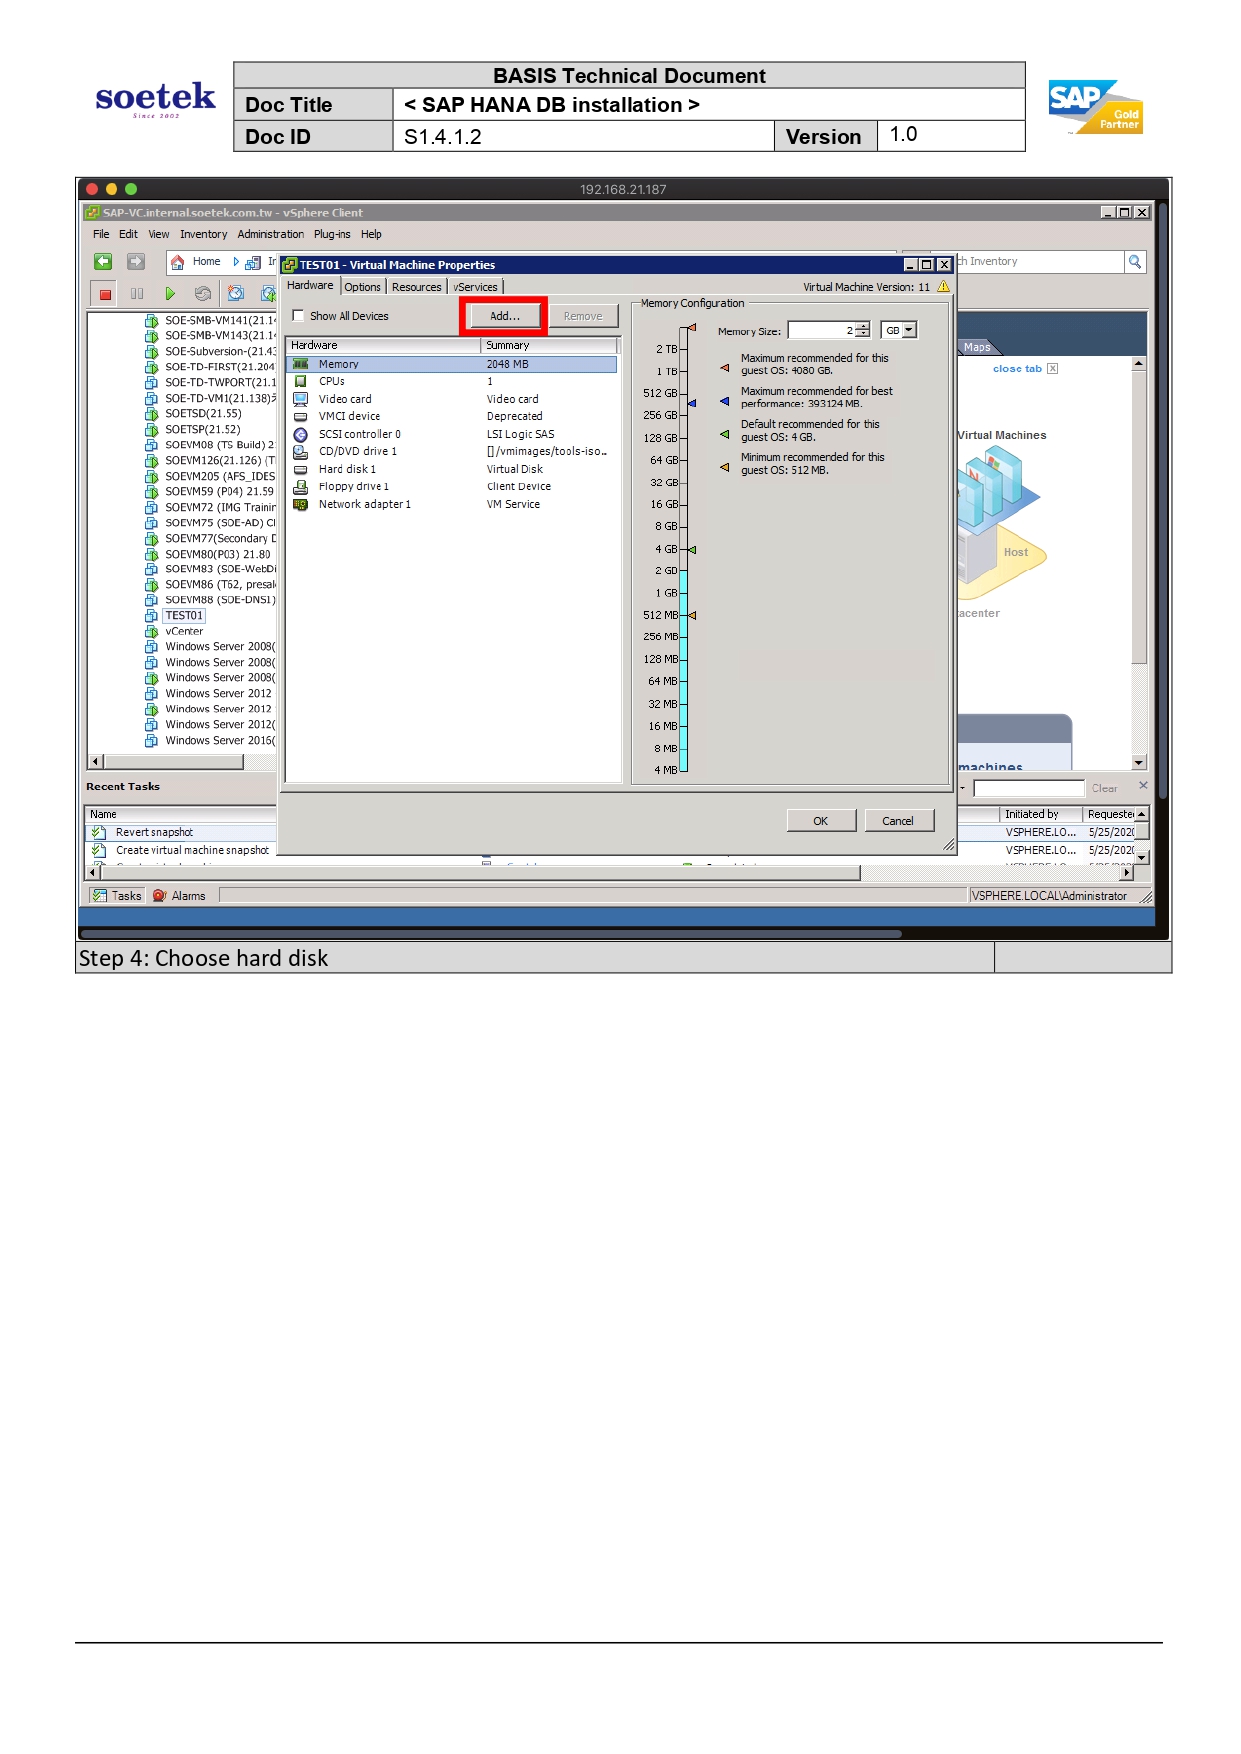 soetek
Since 2002
BASIS Technical Document
Doc Title
< SAP HANA DB installation >
Doc ID
S1.4.1.2
Version
1.0
SAP
Gold
Partner
192.168.21.187
SAP-VC.internal.soetek.com.tw - vSphere Client
File Edit View Inventory Administration Plug-ins Help
Home
TEST01 - Virtual Machine Properties
Inventory
Hardware Options Resources vServices
Virtual Machine Version: 11
Show All Devices
Add...
Remove
Hardware Summary
Memory 2048 MB
CPUs 1
Video card Video card
VMCI device Deprecated
SCSI controller 0 LSI Logic SAS
CD/DVD drive 1 [] /vmimages/tools-iso...
Hard disk 1 Virtual Disk
Floppy drive 1 Client Device
Network adapter 1 VM Service
Memory Configuration
Memory Size: 2 GB
2 TB
1 TB
512 GB
256 GB
128 GB
64 GB
32 GB
16 GB
8 GB
4 GB
2 GB
1 GB
512 MB
256 MB
128 MB
64 MB
32 MB
16 MB
8 MB
4 MB
Maximum recommended for this
guest OS: 4080 GB.
Maximum recommended for best
performance: 393124 MB.
Default recommended for this
guest OS: 4 GB.
Minimum recommended for this
guest OS: 512 MB.
OK
Cancel
SOE-SMB-VM141(21.14
SOE-SMB-VM143(21.14
SOE-Subversion-(21.43
SOE-TD-FIRST(21.204
SOE-TD-TWPORT(21.1
SOE-TD-VM1(21.138)
SOETSD(21.55)
SOETSP(21.52)
SOEVM08 (TS Build) 2
SOEVM126(21.126) (T
SOEVM205 (AFS_IDES
SOEVM59 (P04) 21.59
SOEVM72 (IMG Trainin
SOEVM75 (SOE-AD) C
SOEVM77(Secondary D
SOEVM80(P03) 21.80
SOEVM83 (SOE-WebDi
SOEVM86 (T62, presal
SOEVM88 (SOE-DNS1)
TEST01
vCenter
Windows Server 2008(
Windows Server 2008(
Windows Server 2008(
Windows Server 2012
Windows Server 2012
Windows Server 2012(
Windows Server 2016(
Maps
close tab
Virtual Machines
Host
acenter
machines
Recent Tasks
Clear
Name
Initiated by
Requeste
Revert snapshot
VSPHERE.LO...
5/25/202
Create virtual machine snapshot
VSPHERE.LO...
5/25/202
Tasks
Alarms
VSPHERE.LOCAL\Administrator
Step 4: Choose hard disk